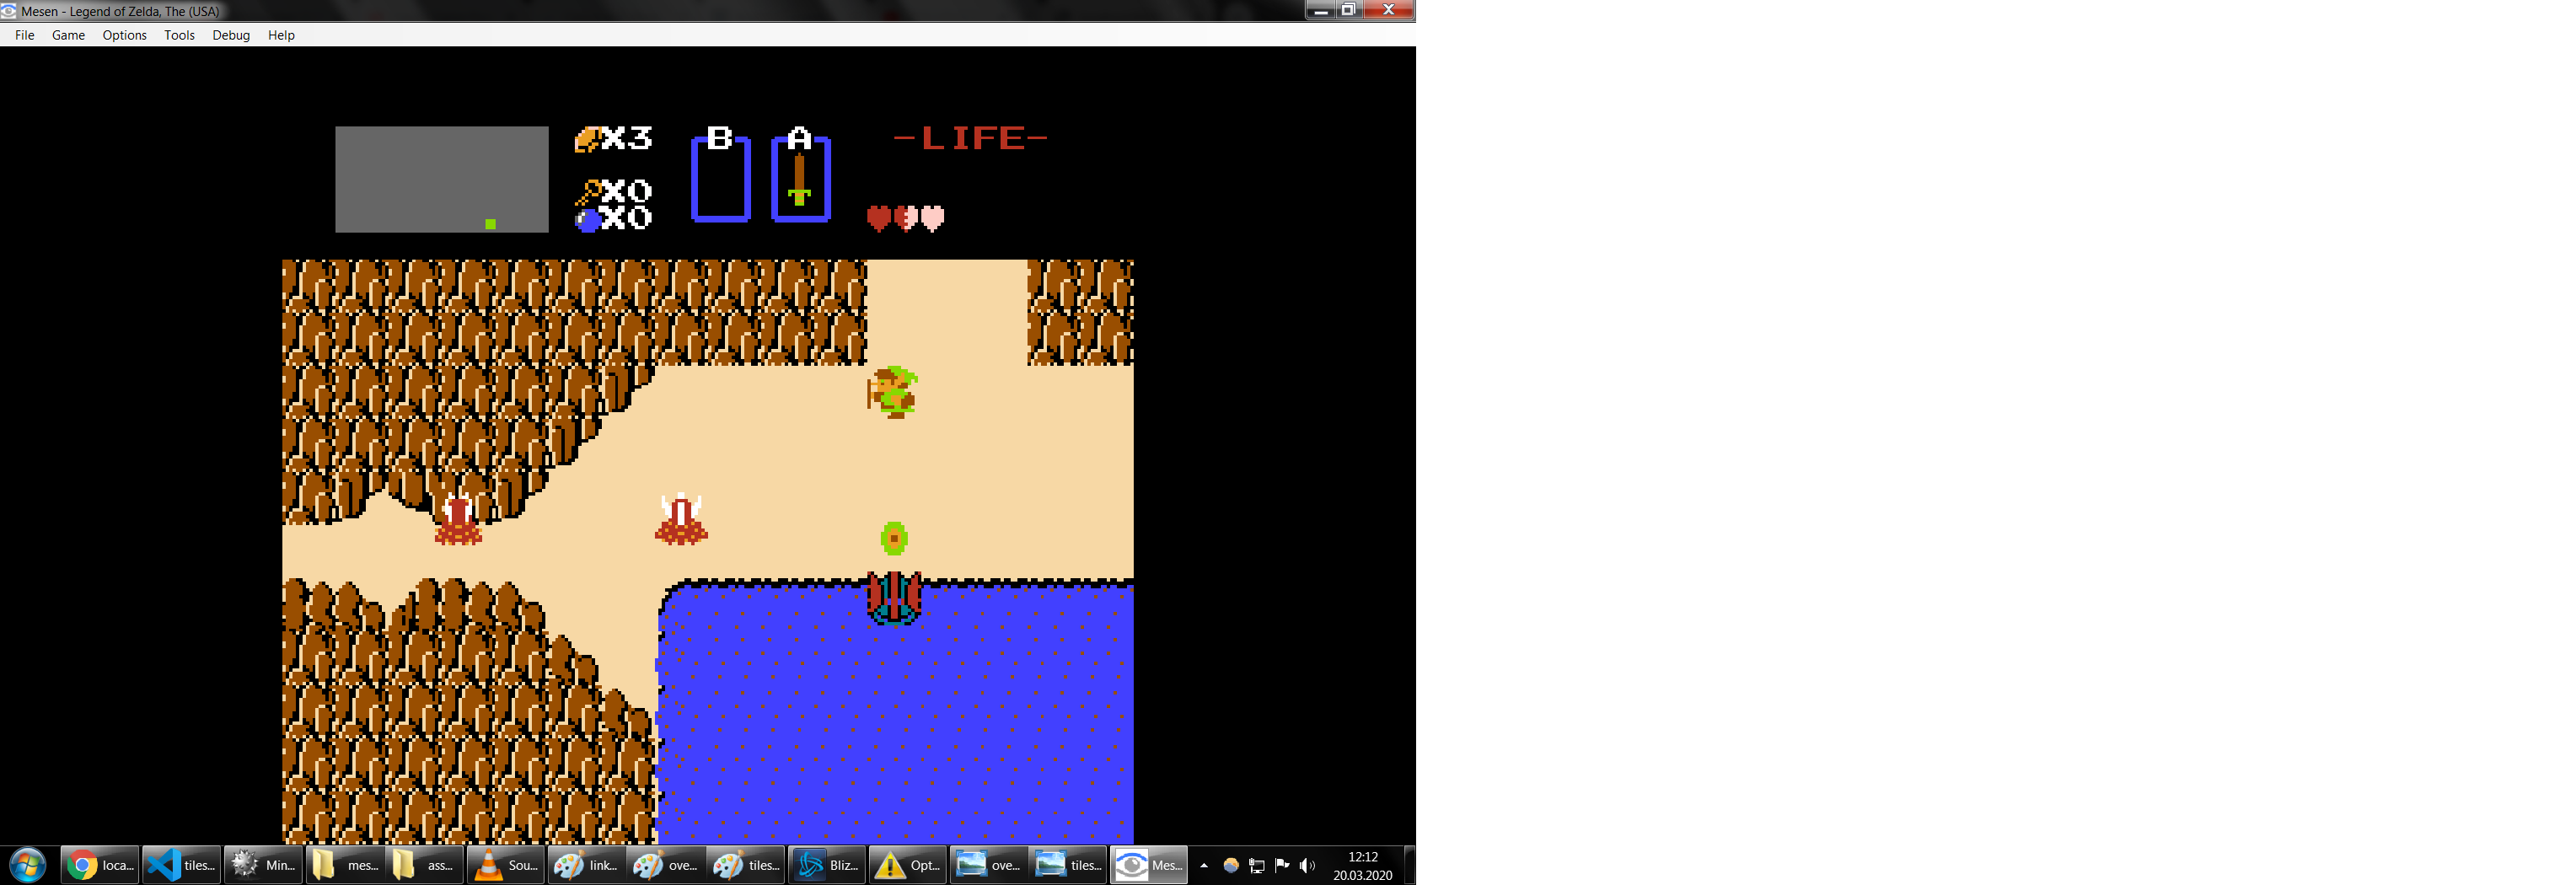 Mesen - Legend of Zelda, The (USA)
File Game Options Tools Debug Help
X3
B A
-LIFE-
X0
X0
loca... tiles... Min... mes... ass... Sou... link... ove... tiles... Bliz... Opt... ove... tiles... Mes... 12:12
20.03.2020